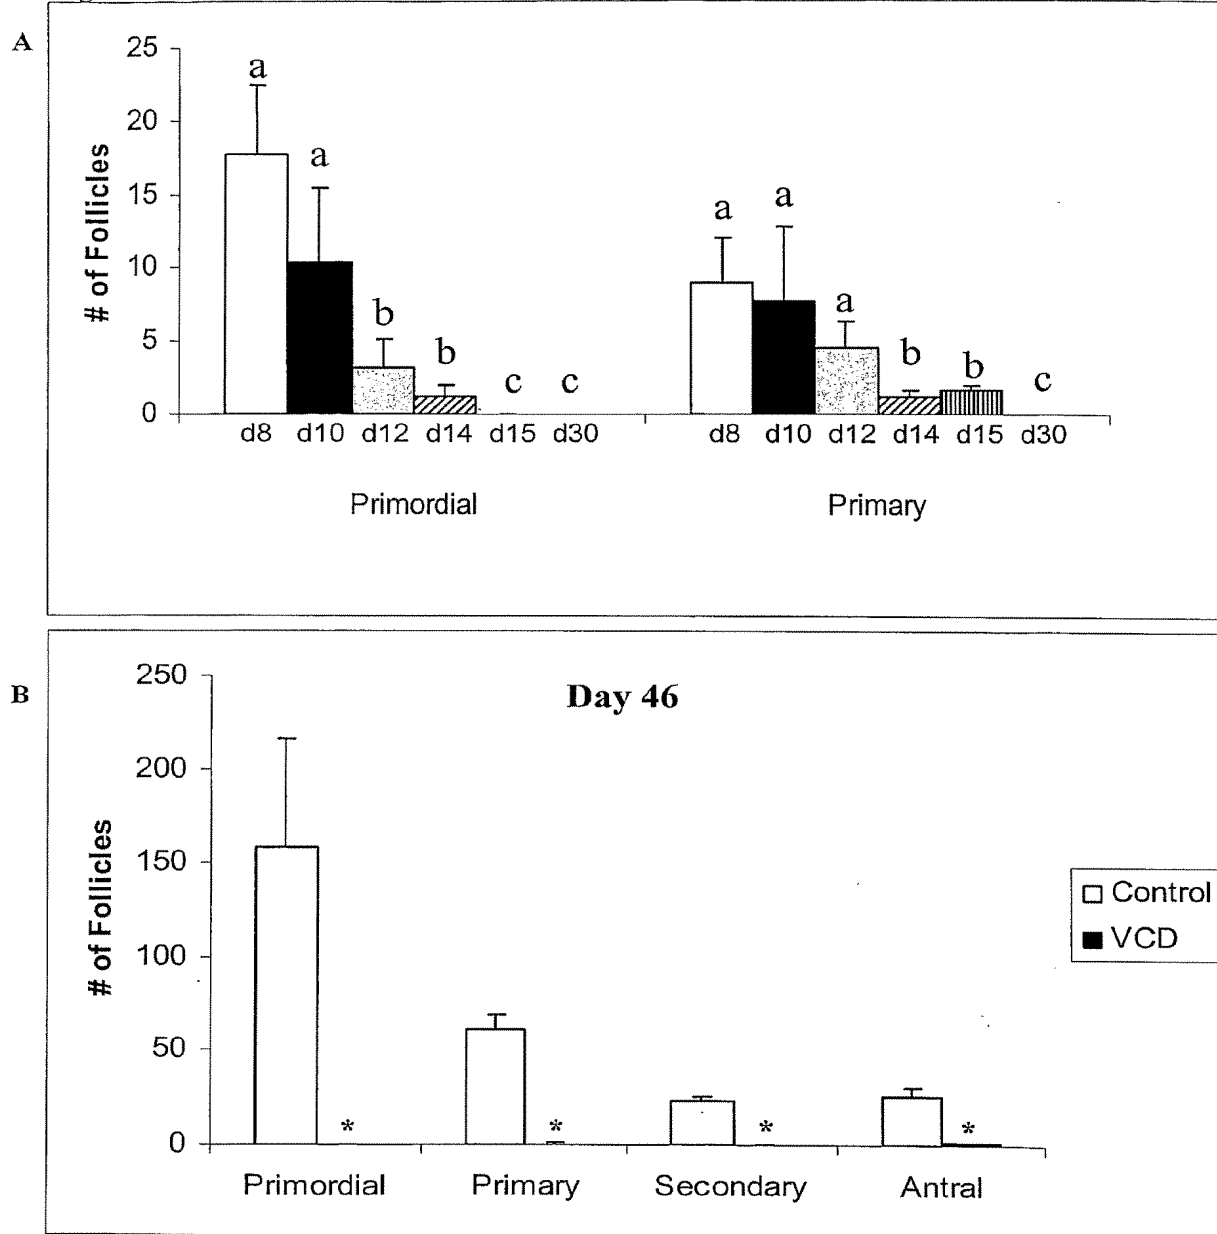 A
25
20
15
10
5
0
# of Follicles
a
a
b
b
c
c
a
a
a
b
b
c
d8 d10 d12 d14 d15 d30
d8 d10 d12 d14 d15 d30
Primordial
Primary
B
Day 46
250
200
150
100
50
0
# of Follicles
* * * *
Primordial Primary Secondary Antral
Control
VCD